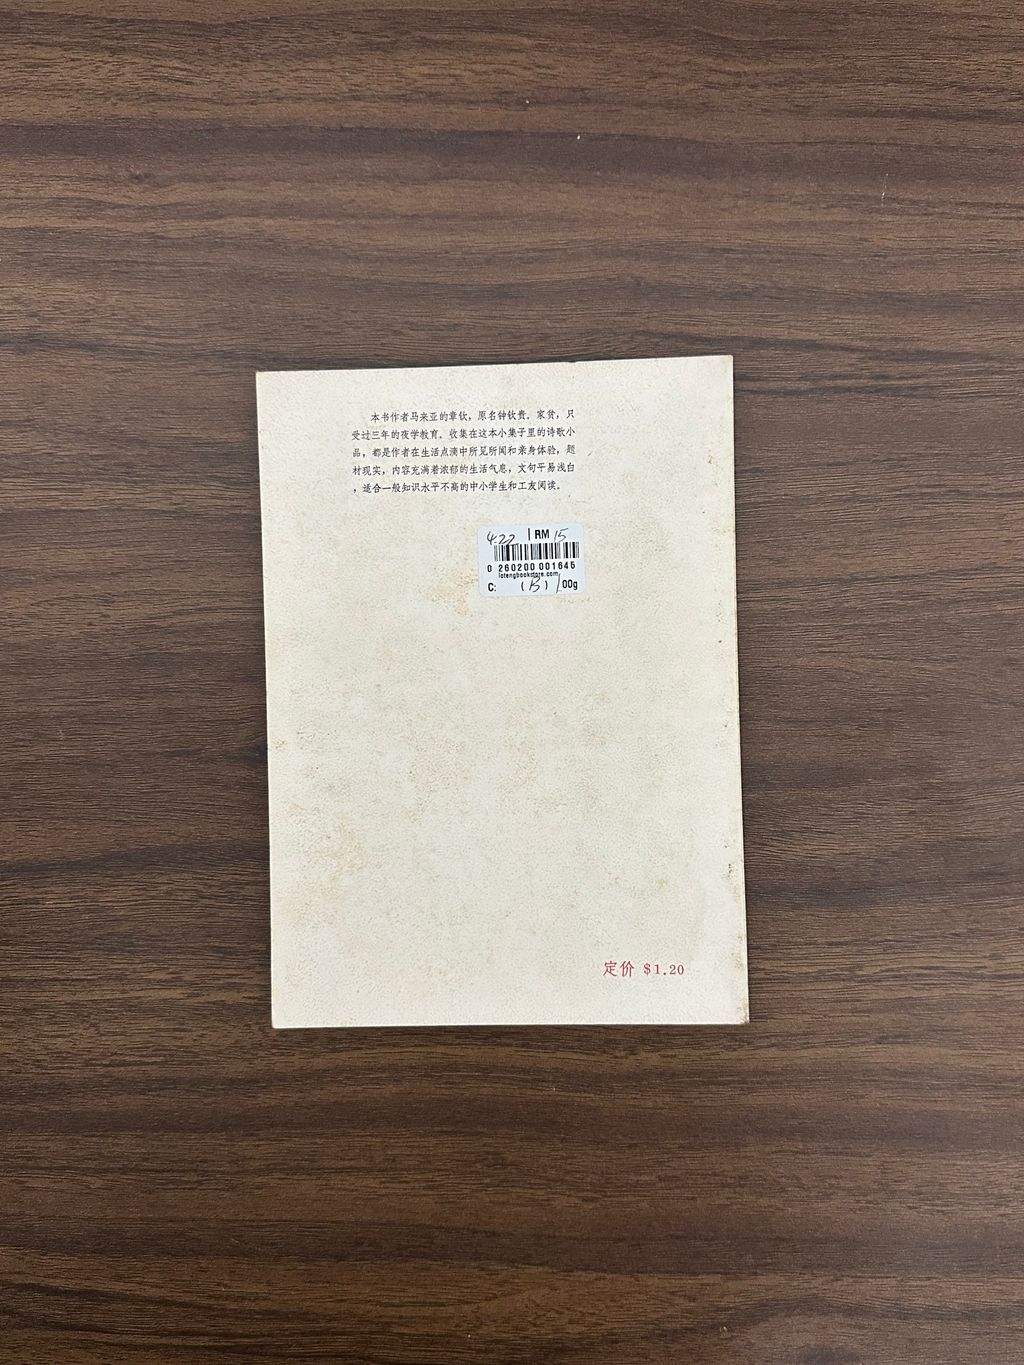 本书作者马来亚的章钦，原名钟钦贵。家贫，只
受过三年的夜学教育。收集在这本小集子里的诗歌小
品，都是作者在生活点滴中所见所闻和亲身体验，题
材现实，内容充满着浓郁的生活气息，文句平易浅白
，适合一般知识水平不高的中小学生和工友阅读。
4-22 | RM 15
0 260200 001645
lotengbookstore.com
C: (B) /00g
定价 $1.20